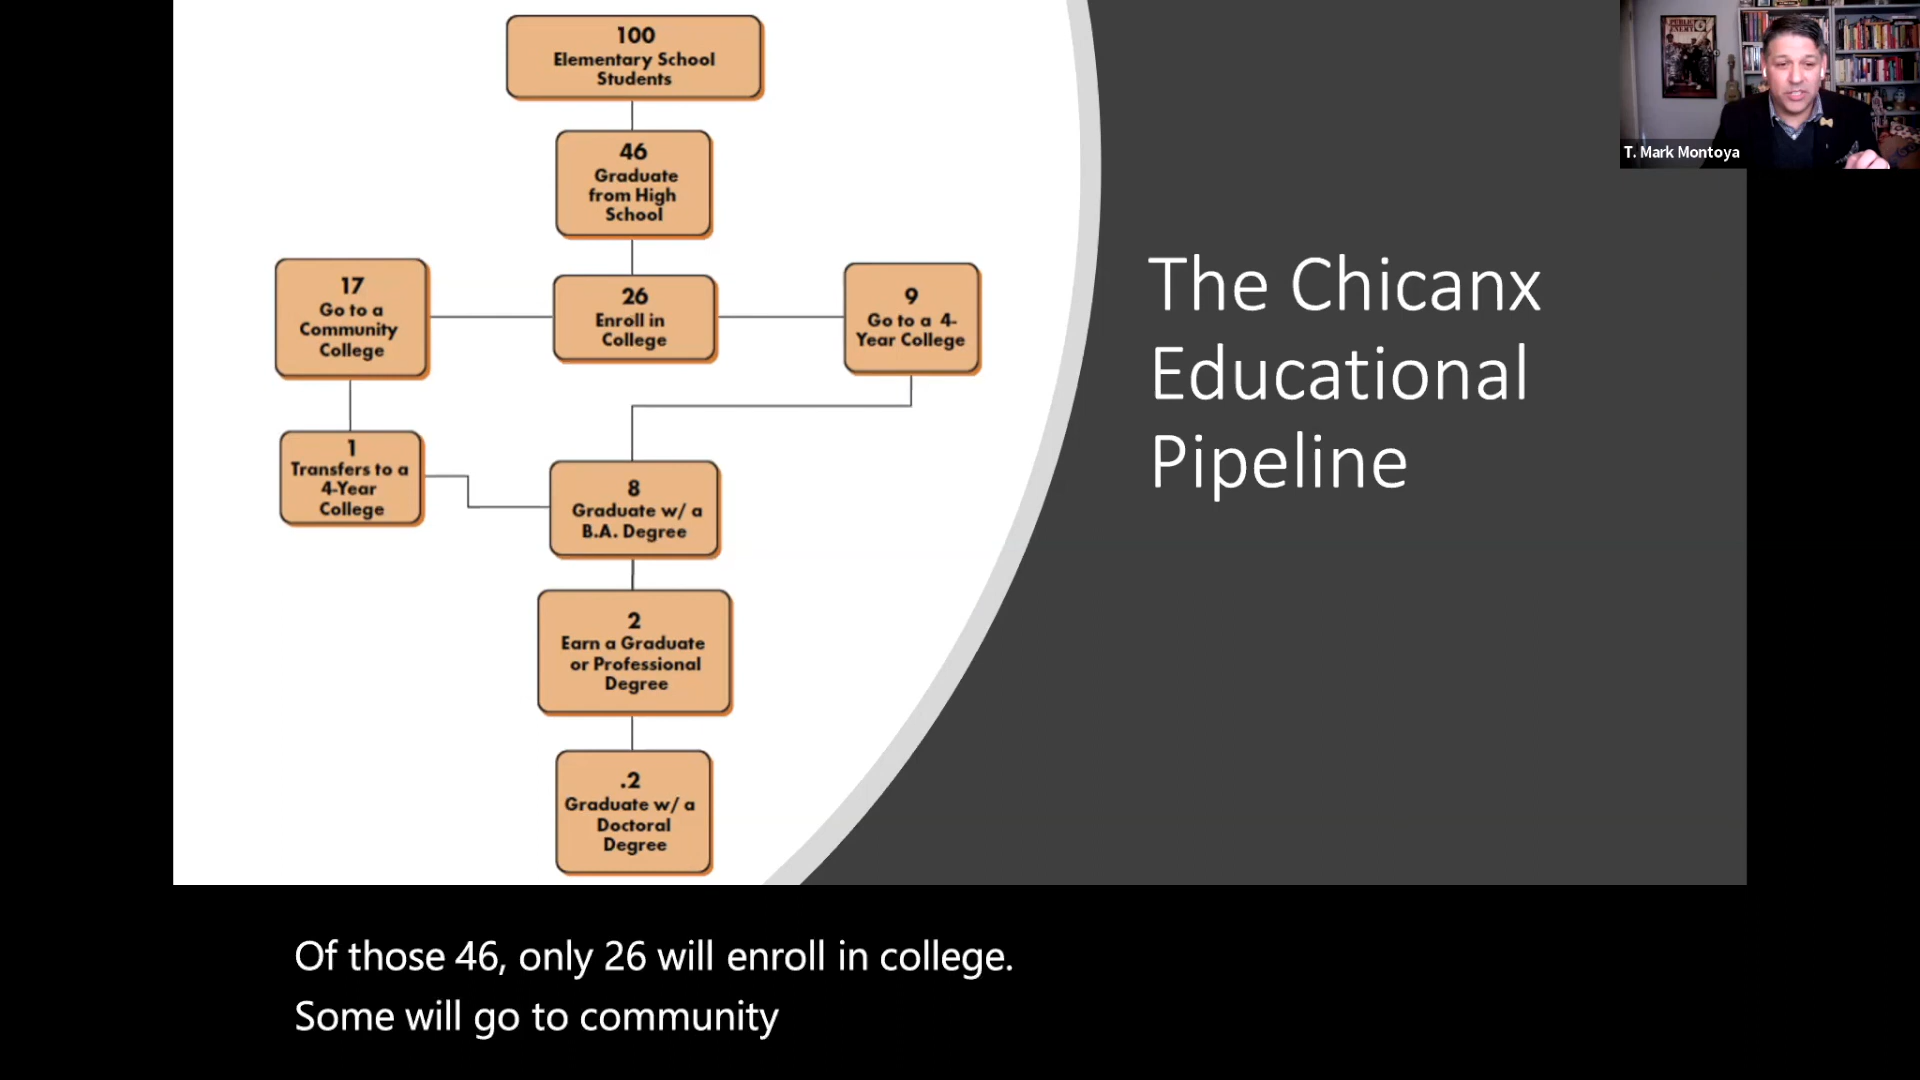 100
Elementary School
Students
46
Graduate
from High
School
17
Go to a
Community
College
26
Enroll in
College
9
Go to a 4-
Year College
1
Transfers to a
4-Year
College
8
Graduate w/ a
B.A. Degree
2
Earn a Graduate
or Professional
Degree
.2
Graduate w/ a
Doctoral
Degree
The Chicanx
Educational
Pipeline
PUBLIC
ENEMY
T. Mark Montoya
Of those 46, only 26 will enroll in college.
Some will go to community